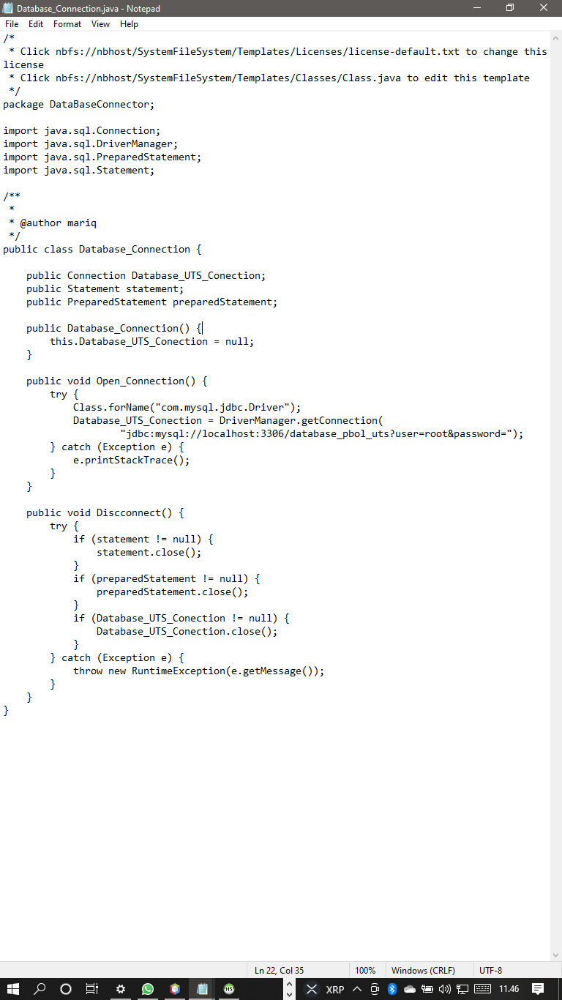 Database_Connection.java - Notepad
File Edit Format View Help
/*
 * Click nbfs://nbhost/SystemFileSystem/Templates/Licenses/license-default.txt to change this
license
 * Click nbfs://nbhost/SystemFileSystem/Templates/Classes/Class.java to edit this template
 */
package DataBaseConnector;

import java.sql.Connection;
import java.sql.DriverManager;
import java.sql.PreparedStatement;
import java.sql.Statement;

/**
 *
 * @author mariq
 */
public class Database_Connection {

    public Connection Database_UTS_Conection;
    public Statement statement;
    public PreparedStatement preparedStatement;

    public Database_Connection() {
        this.Database_UTS_Conection = null;
    }

    public void Open_Connection() {
        try {
            Class.forName("com.mysql.jdbc.Driver");
            Database_UTS_Conection = DriverManager.getConnection(
                    "jdbc:mysql://localhost:3306/database_pbol_uts?user=root&password=");
        } catch (Exception e) {
            e.printStackTrace();
        }
    }

    public void Discconnect() {
        try {
            if (statement != null) {
                statement.close();
            }
            if (preparedStatement != null) {
                preparedStatement.close();
            }
            if (Database_UTS_Conection != null) {
                Database_UTS_Conection.close();
            }
        } catch (Exception e) {
            throw new RuntimeException(e.getMessage());
        }
    }
}
Ln 22, Col 35 100% Windows (CRLF) UTF-8
HS XRP 11.46